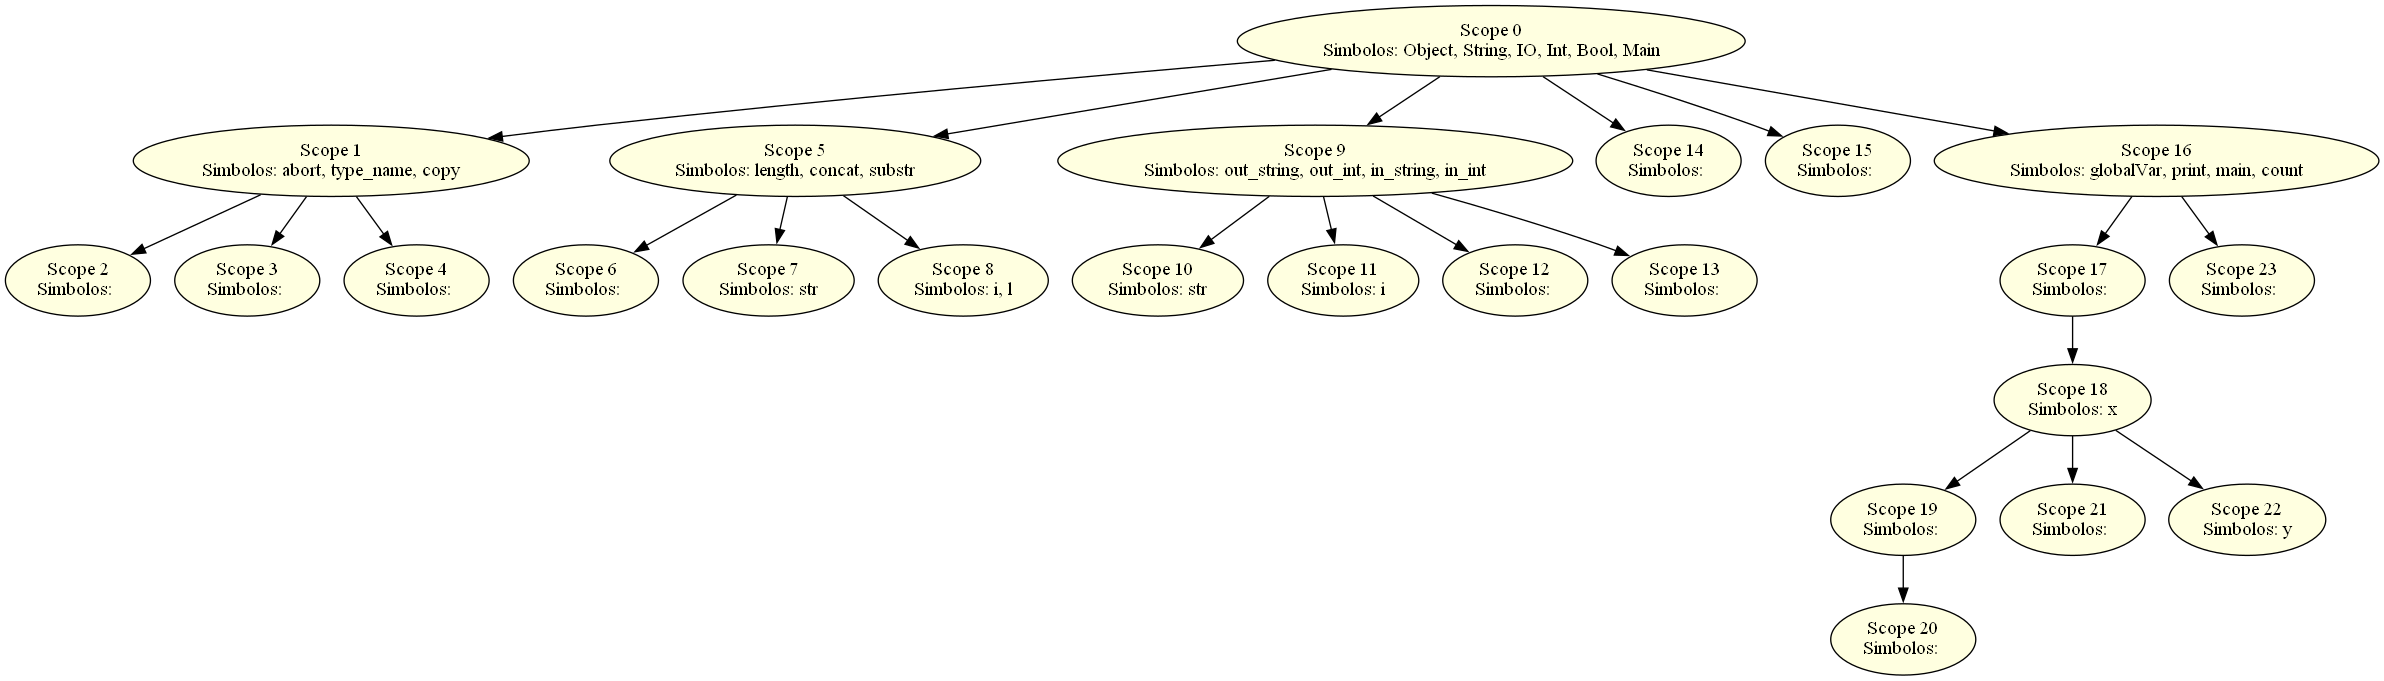 Scope 0
Simbolos: Object, String, IO, Int, Bool, Main
Scope 1
Simbolos: abort, type_name, copy
Scope 5
Simbolos: length, concat, substr
Scope 9
Simbolos: out_string, out_int, in_string, in_int
Scope 14
Simbolos:
Scope 15
Simbolos:
Scope 16
Simbolos: globalVar, print, main, count
Scope 2
Simbolos:
Scope 3
Simbolos:
Scope 4
Simbolos:
Scope 6
Simbolos:
Scope 7
Simbolos: str
Scope 8
Simbolos: i, l
Scope 10
Simbolos: str
Scope 11
Simbolos: i
Scope 12
Simbolos:
Scope 13
Simbolos:
Scope 17
Simbolos:
Scope 23
Simbolos:
Scope 18
Simbolos: x
Scope 19
Simbolos:
Scope 21
Simbolos:
Scope 22
Simbolos: y
Scope 20
Simbolos: